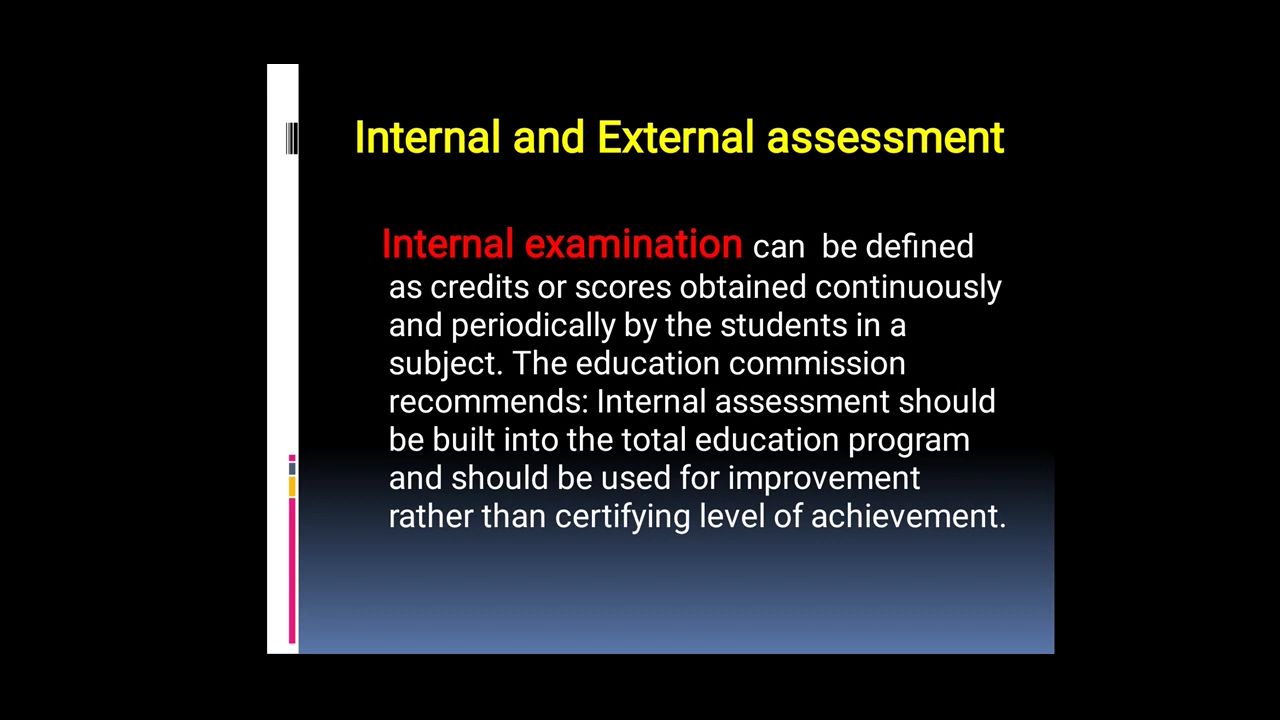 Internal and External assessment
Internal examination can be defined
as credits or scores obtained continuously
and periodically by the students in a
subject. The education commission
recommends: Internal assessment should
be built into the total education program
and should be used for improvement
rather than certifying level of achievement.